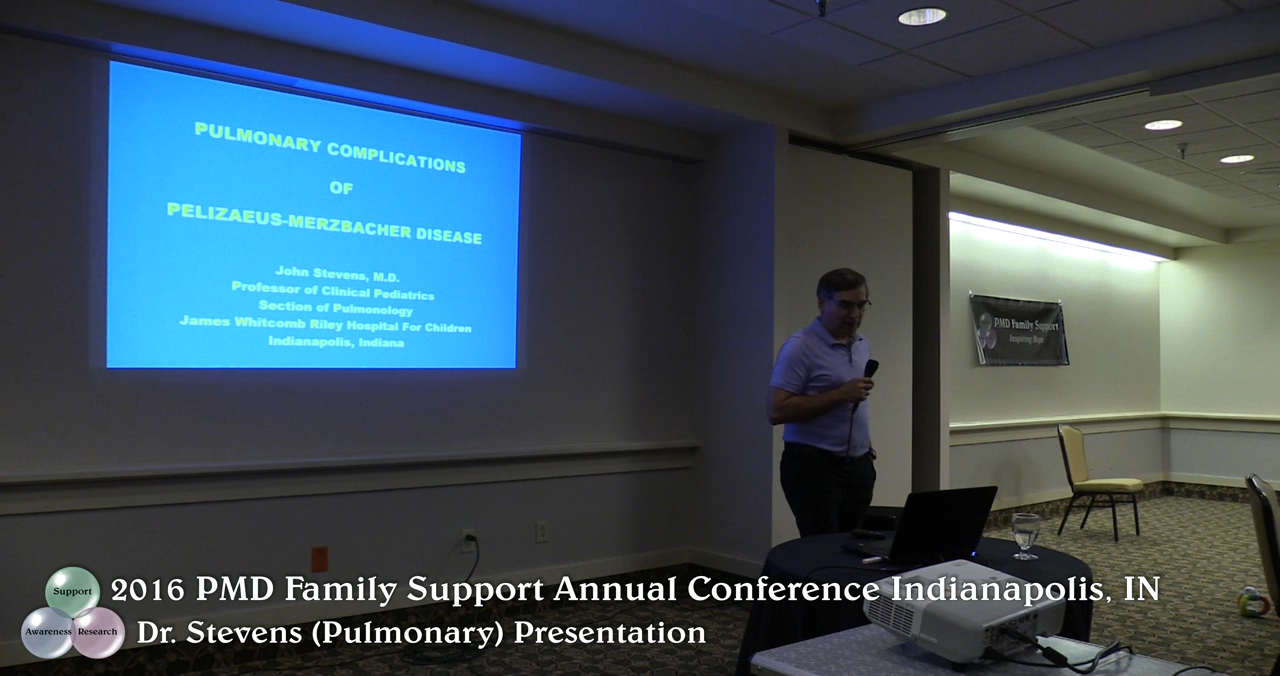 PULMONARY COMPLICATIONS
OF
PELIZAEUS-MERZBACHER DISEASE
John Stevens, M.D.
Professor of Clinical Pediatrics
Section of Pulmonology
James Whitcomb Riley Hospital For Children
Indianapolis, Indiana
PMD Family Support
Inspiring Hope
Support
Awareness Research
2016 PMD Family Support Annual Conference Indianapolis, IN
Dr. Stevens (Pulmonary) Presentation